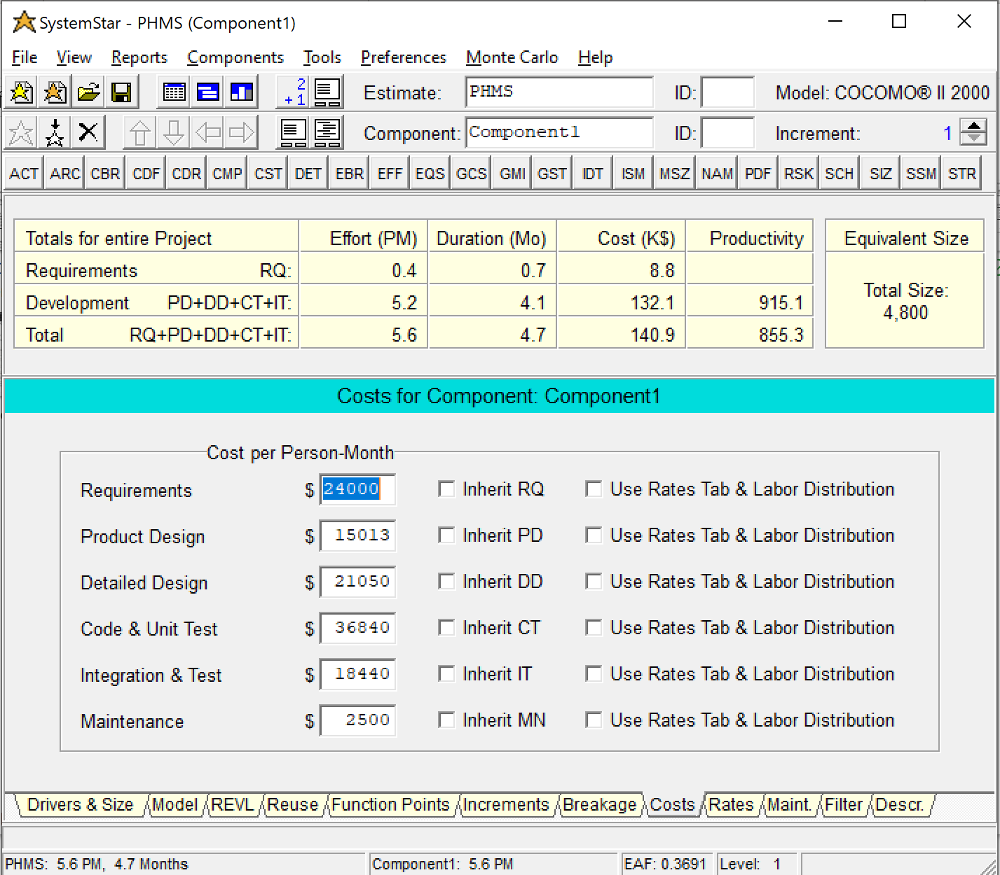 SystemStar - PHMS (Component1)
File View Reports Components Tools Preferences Monte Carlo Help
2 +1 Estimate: PHMS ID: Model: COCOMO® II 2000
Component: Component1 ID: Increment: 1
ACT ARC CBR CDF CDR CMP CST DET EBR EFF EQS GCS GMI GST IDT ISM MSZ NAM PDF RSK SCH SIZ SSM STR
Totals for entire Project Effort (PM) Duration (Mo) Cost (K$) Productivity Equivalent Size
Requirements RQ: 0.4 0.7 8.8
Development PD+DD+CT+IT: 5.2 4.1 132.1 915.1
Total RQ+PD+DD+CT+IT: 5.6 4.7 140.9 855.3
Total Size:
4,800
Costs for Component: Component1
Cost per Person-Month
Requirements $ 24000 Inherit RQ Use Rates Tab & Labor Distribution
Product Design $ 15013 Inherit PD Use Rates Tab & Labor Distribution
Detailed Design $ 21050 Inherit DD Use Rates Tab & Labor Distribution
Code & Unit Test $ 36840 Inherit CT Use Rates Tab & Labor Distribution
Integration & Test $ 18440 Inherit IT Use Rates Tab & Labor Distribution
Maintenance $ 2500 Inherit MN Use Rates Tab & Labor Distribution
Drivers & Size Model REVL Reuse Function Points Increments Breakage Costs Rates Maint. Filter Descr.
PHMS: 5.6 PM, 4.7 Months Component1: 5.6 PM EAF: 0.3691 Level: 1